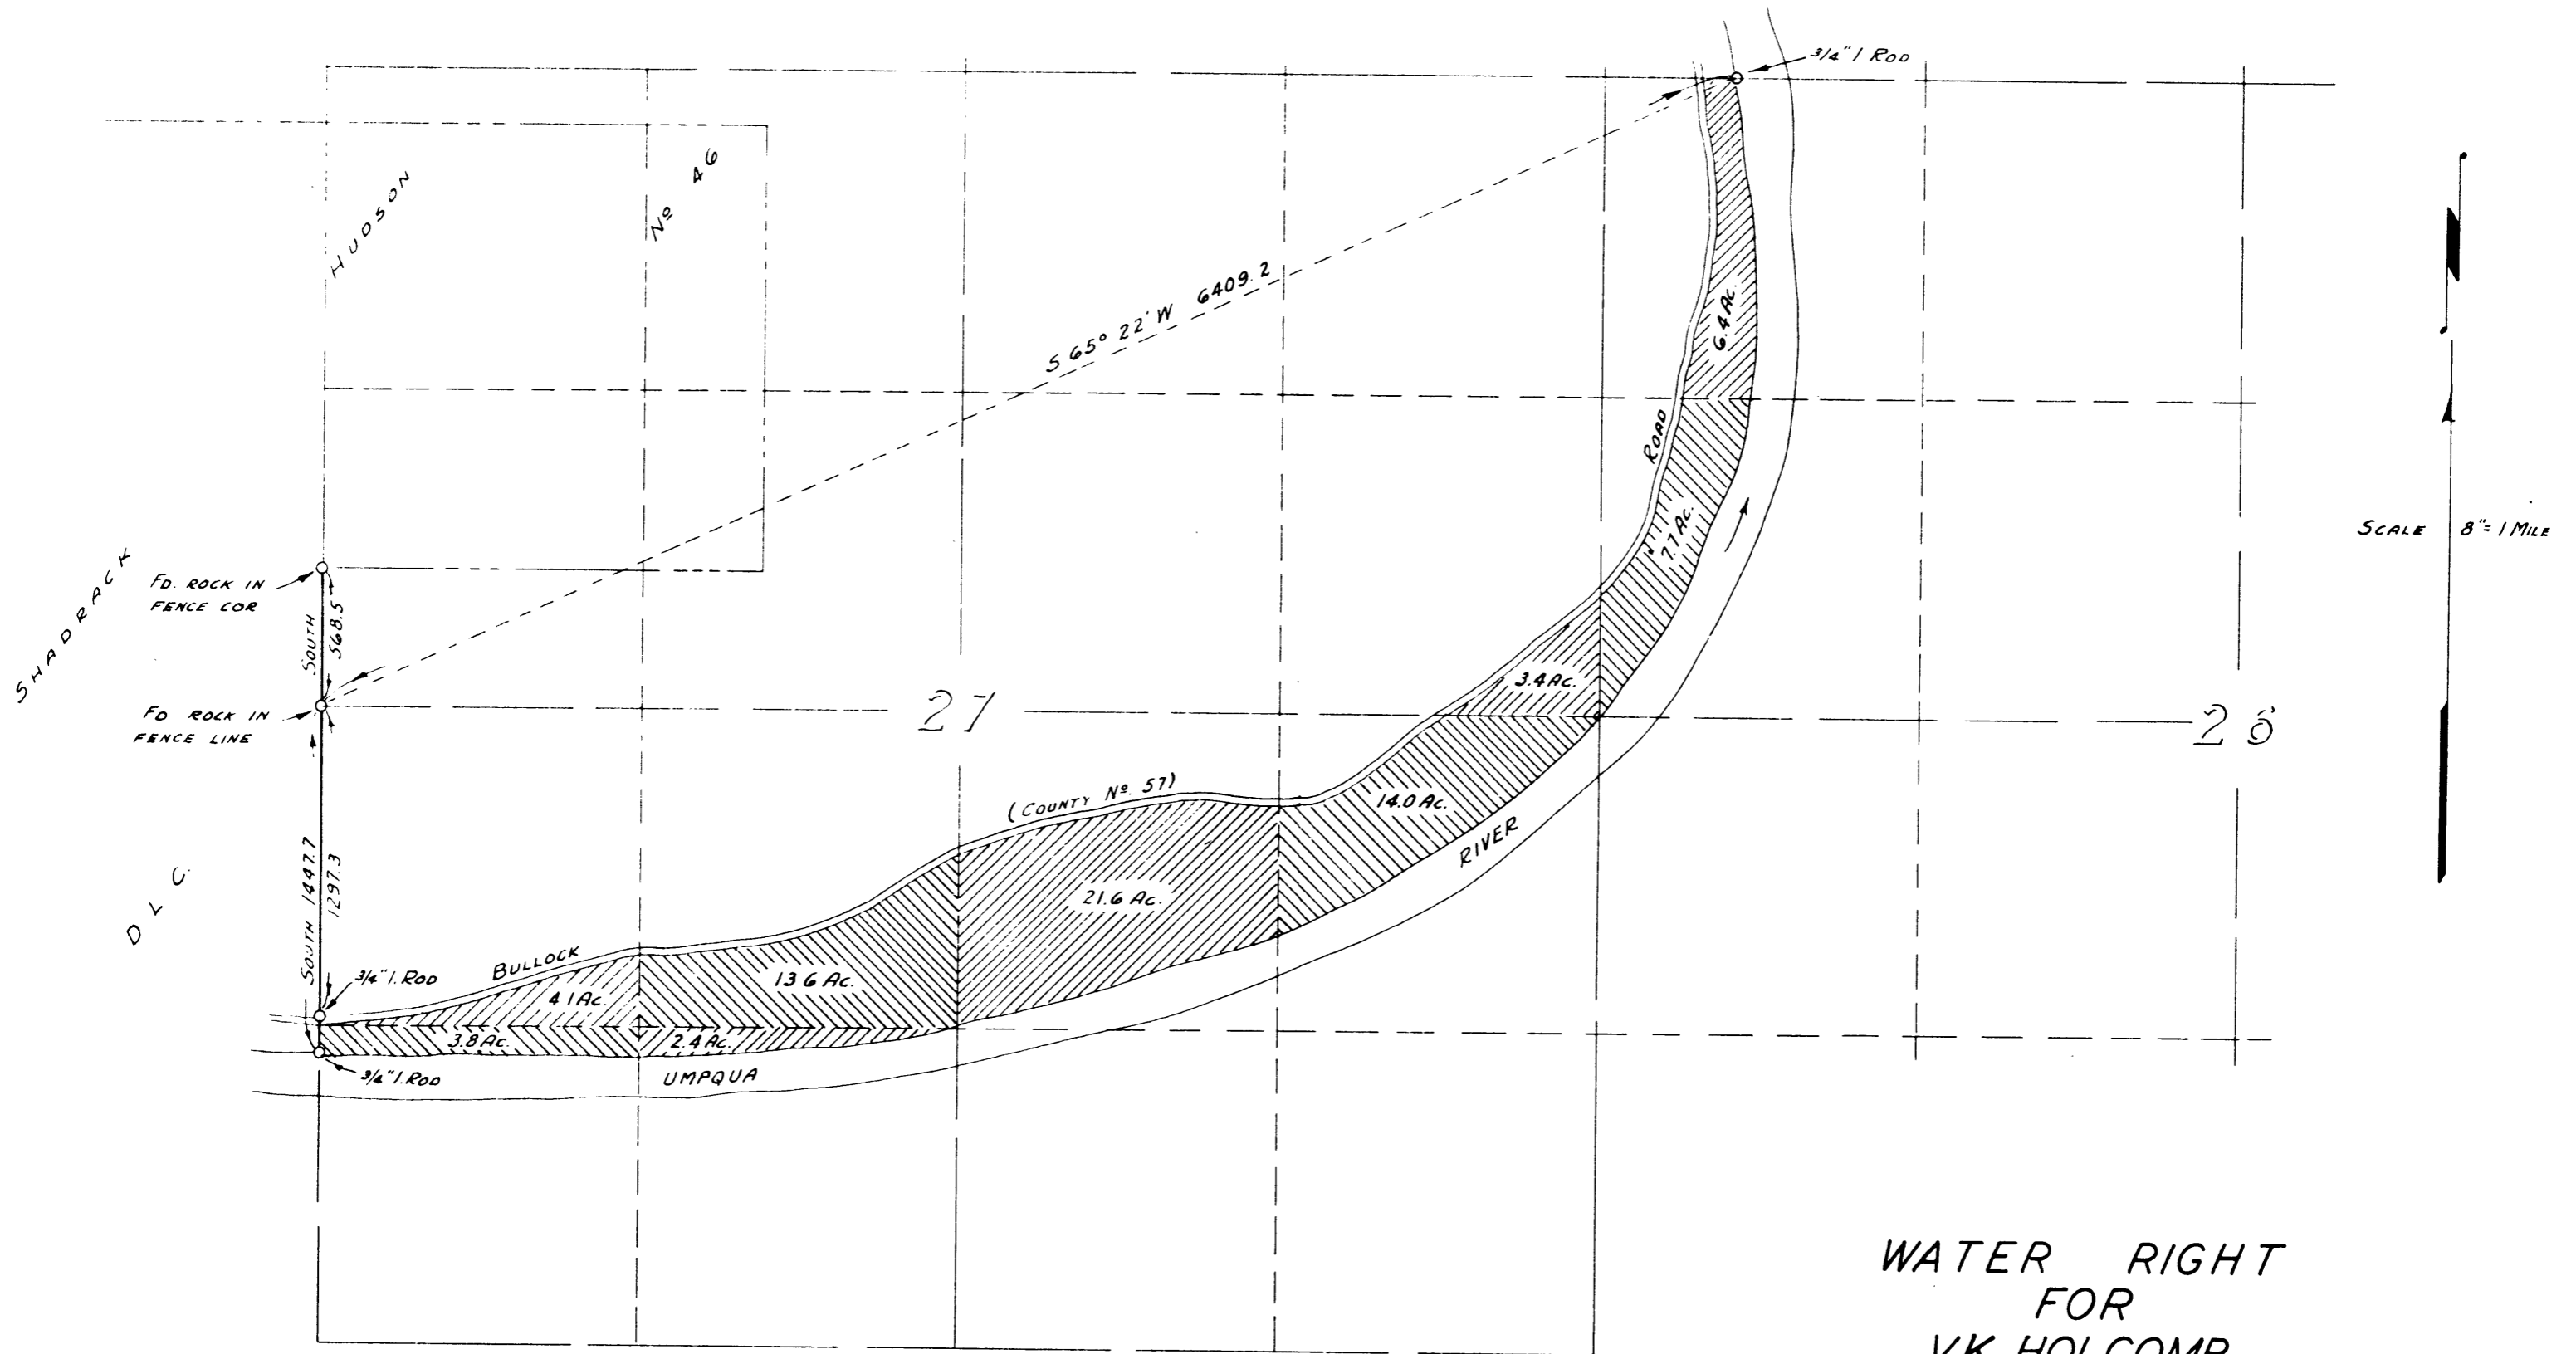 3/4" I ROD
HUDSON
Nº 46
S 65° 22' W 6409.2
6.4 AC.
SHADRACK
FD. ROCK IN
FENCE COR
SOUTH
568.5
ROAD
7.7 AC.
SCALE 8" = 1 MILE
FD ROCK IN
FENCE LINE
27
3.4 AC.
26
(COUNTY Nº. 57)
14.0 AC.
RIVER
SOUTH 1447.7
1297.3
D L C
21.6 AC.
BULLOCK
3/4" I. ROD
4 1 AC.
13 6 AC.
3.8 AC.
2.4 AC.
3/4" I. ROD
UMPQUA
WATER RIGHT
FOR
V.K. HOLCOMB